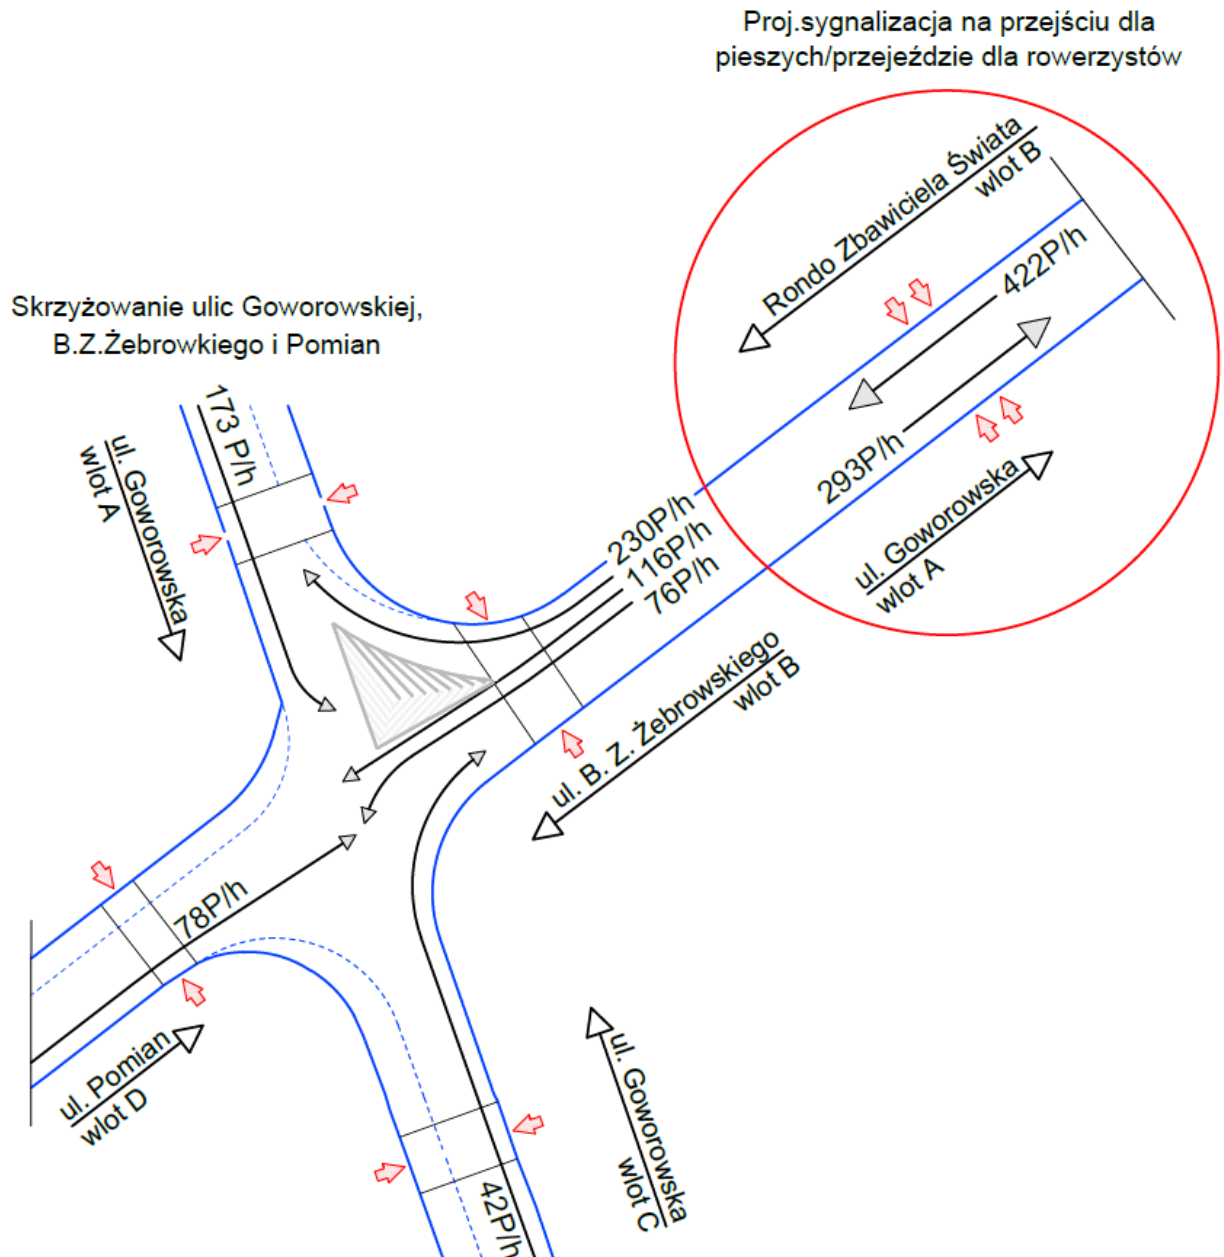 Proj.sygnalizacja na przejściu dla
pieszych/przejeździe dla rowerzystów
Rondo Zbawiciela Świata
wlot B
422P/h
293P/h
ul. Goworowska
wlot A
Skrzyżowanie ulic Goworowskiej,
B.Z.Żebrowkiego i Pomian
173 P/h
ul. Goworowska
wlot A
230P/h
116P/h
76P/h
ul. B. Z. Żebrowskiego
wlot B
78P/h
ul. Pomian
wlot D
ul. Goworowska
wlot C
42P/h